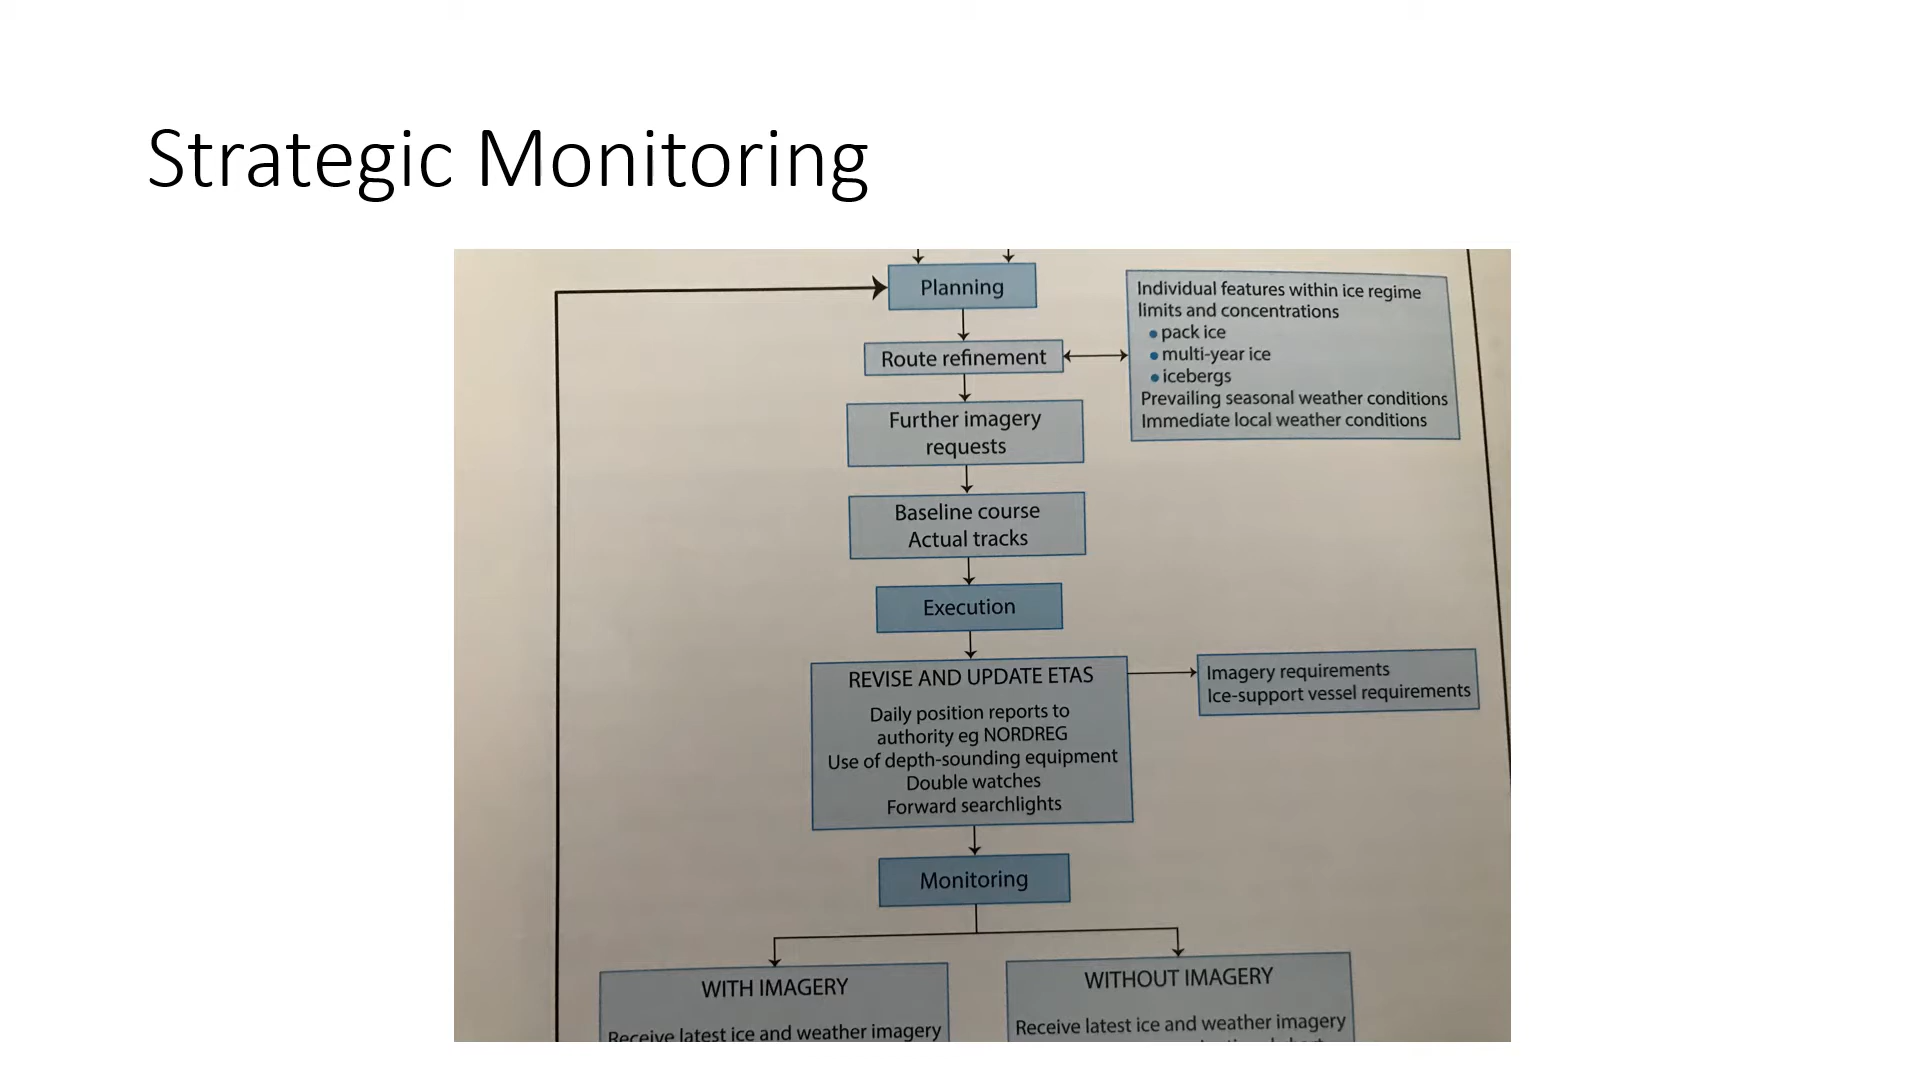 Strategic Monitoring
Planning
Individual features within ice regime
limits and concentrations
• pack ice
• multi-year ice
• icebergs
Prevailing seasonal weather conditions
Immediate local weather conditions
Route refinement
Further imagery
requests
Baseline course
Actual tracks
Execution
REVISE AND UPDATE ETAS
Daily position reports to
authority eg NORDREG
Use of depth-sounding equipment
Double watches
Forward searchlights
Imagery requirements
Ice-support vessel requirements
Monitoring
WITH IMAGERY
Receive latest ice and weather imagery
WITHOUT IMAGERY
Receive latest ice and weather imagery